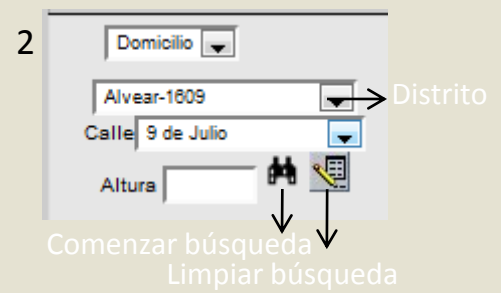 2
Domicilio
Alvear-1609
Distrito
Calle 9 de Julio
Altura
Comenzar búsqueda
Limpiar búsqueda